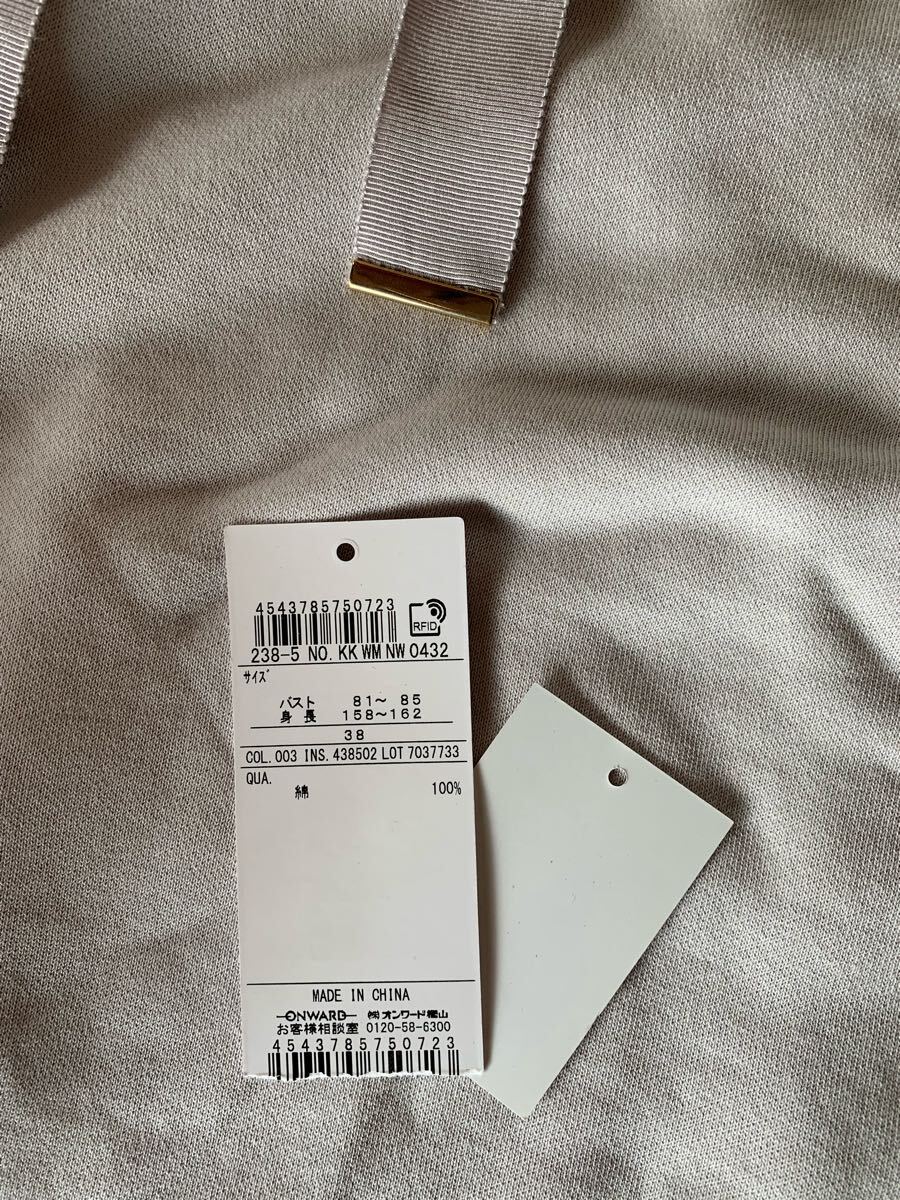 4543785750723
RFID
238-5 NO. KK WM NW 0432
ｻｲｽﾞ
バスト 81～ 85
身 長 158～162
38
COL. 003 INS. 438502 LOT 7037733
QUA.
綿 100%
MADE IN CHINA
ONWARD ㈱オンワード樫山
お客様相談室 0120-58-6300
4543785750723